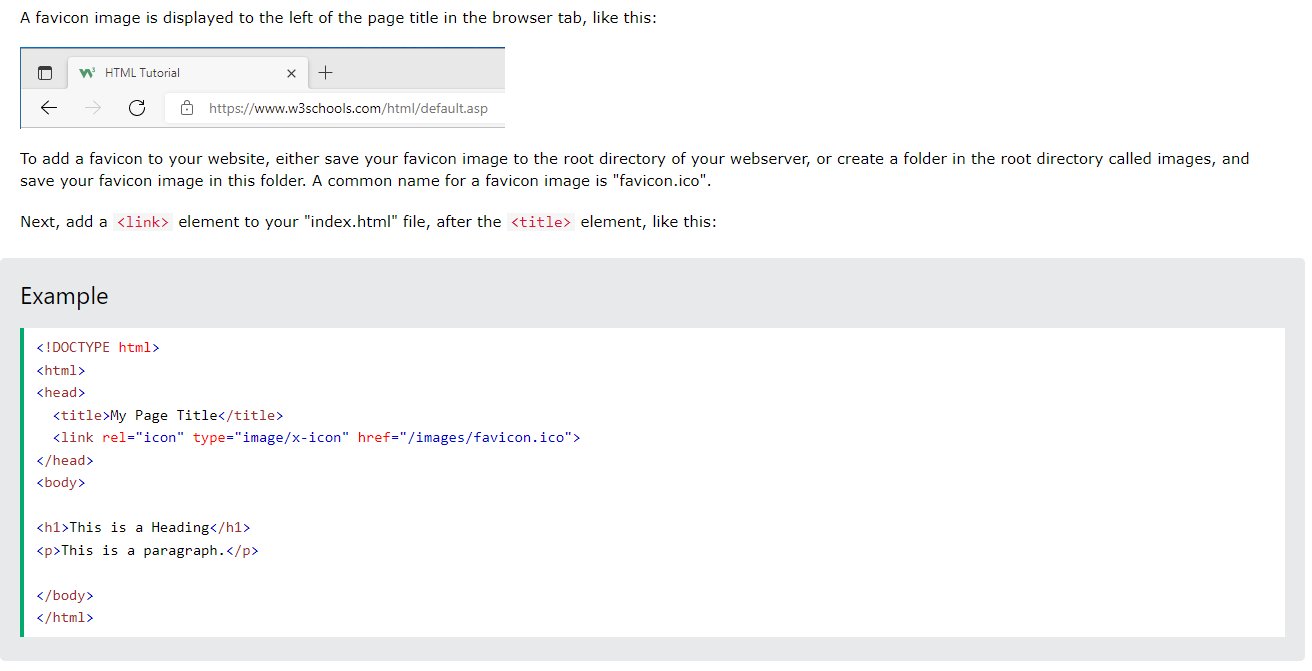 A favicon image is displayed to the left of the page title in the browser tab, like this:
HTML Tutorial
https://www.w3schools.com/html/default.asp
To add a favicon to your website, either save your favicon image to the root directory of your webserver, or create a folder in the root directory called images, and
save your favicon image in this folder. A common name for a favicon image is "favicon.ico".
Next, add a <link> element to your "index.html" file, after the <title> element, like this:
Example
<!DOCTYPE html>
<html>
<head>
  <title>My Page Title</title>
  <link rel="icon" type="image/x-icon" href="/images/favicon.ico">
</head>
<body>
<h1>This is a Heading</h1>
<p>This is a paragraph.</p>
</body>
</html>